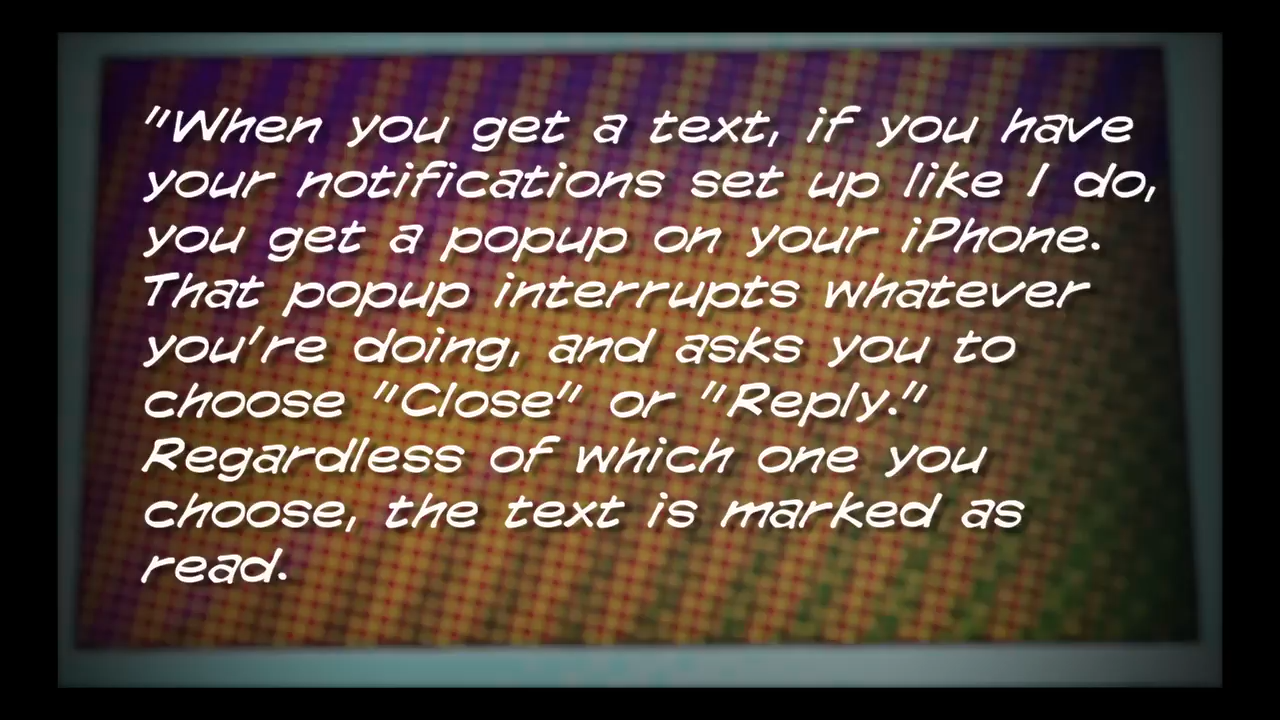 "When you get a text, if you have
your notifications set up like I do,
you get a popup on your iPhone.
That popup interrupts whatever
you're doing, and asks you to
choose "Close" or "Reply."
Regardless of which one you
choose, the text is marked as
read.